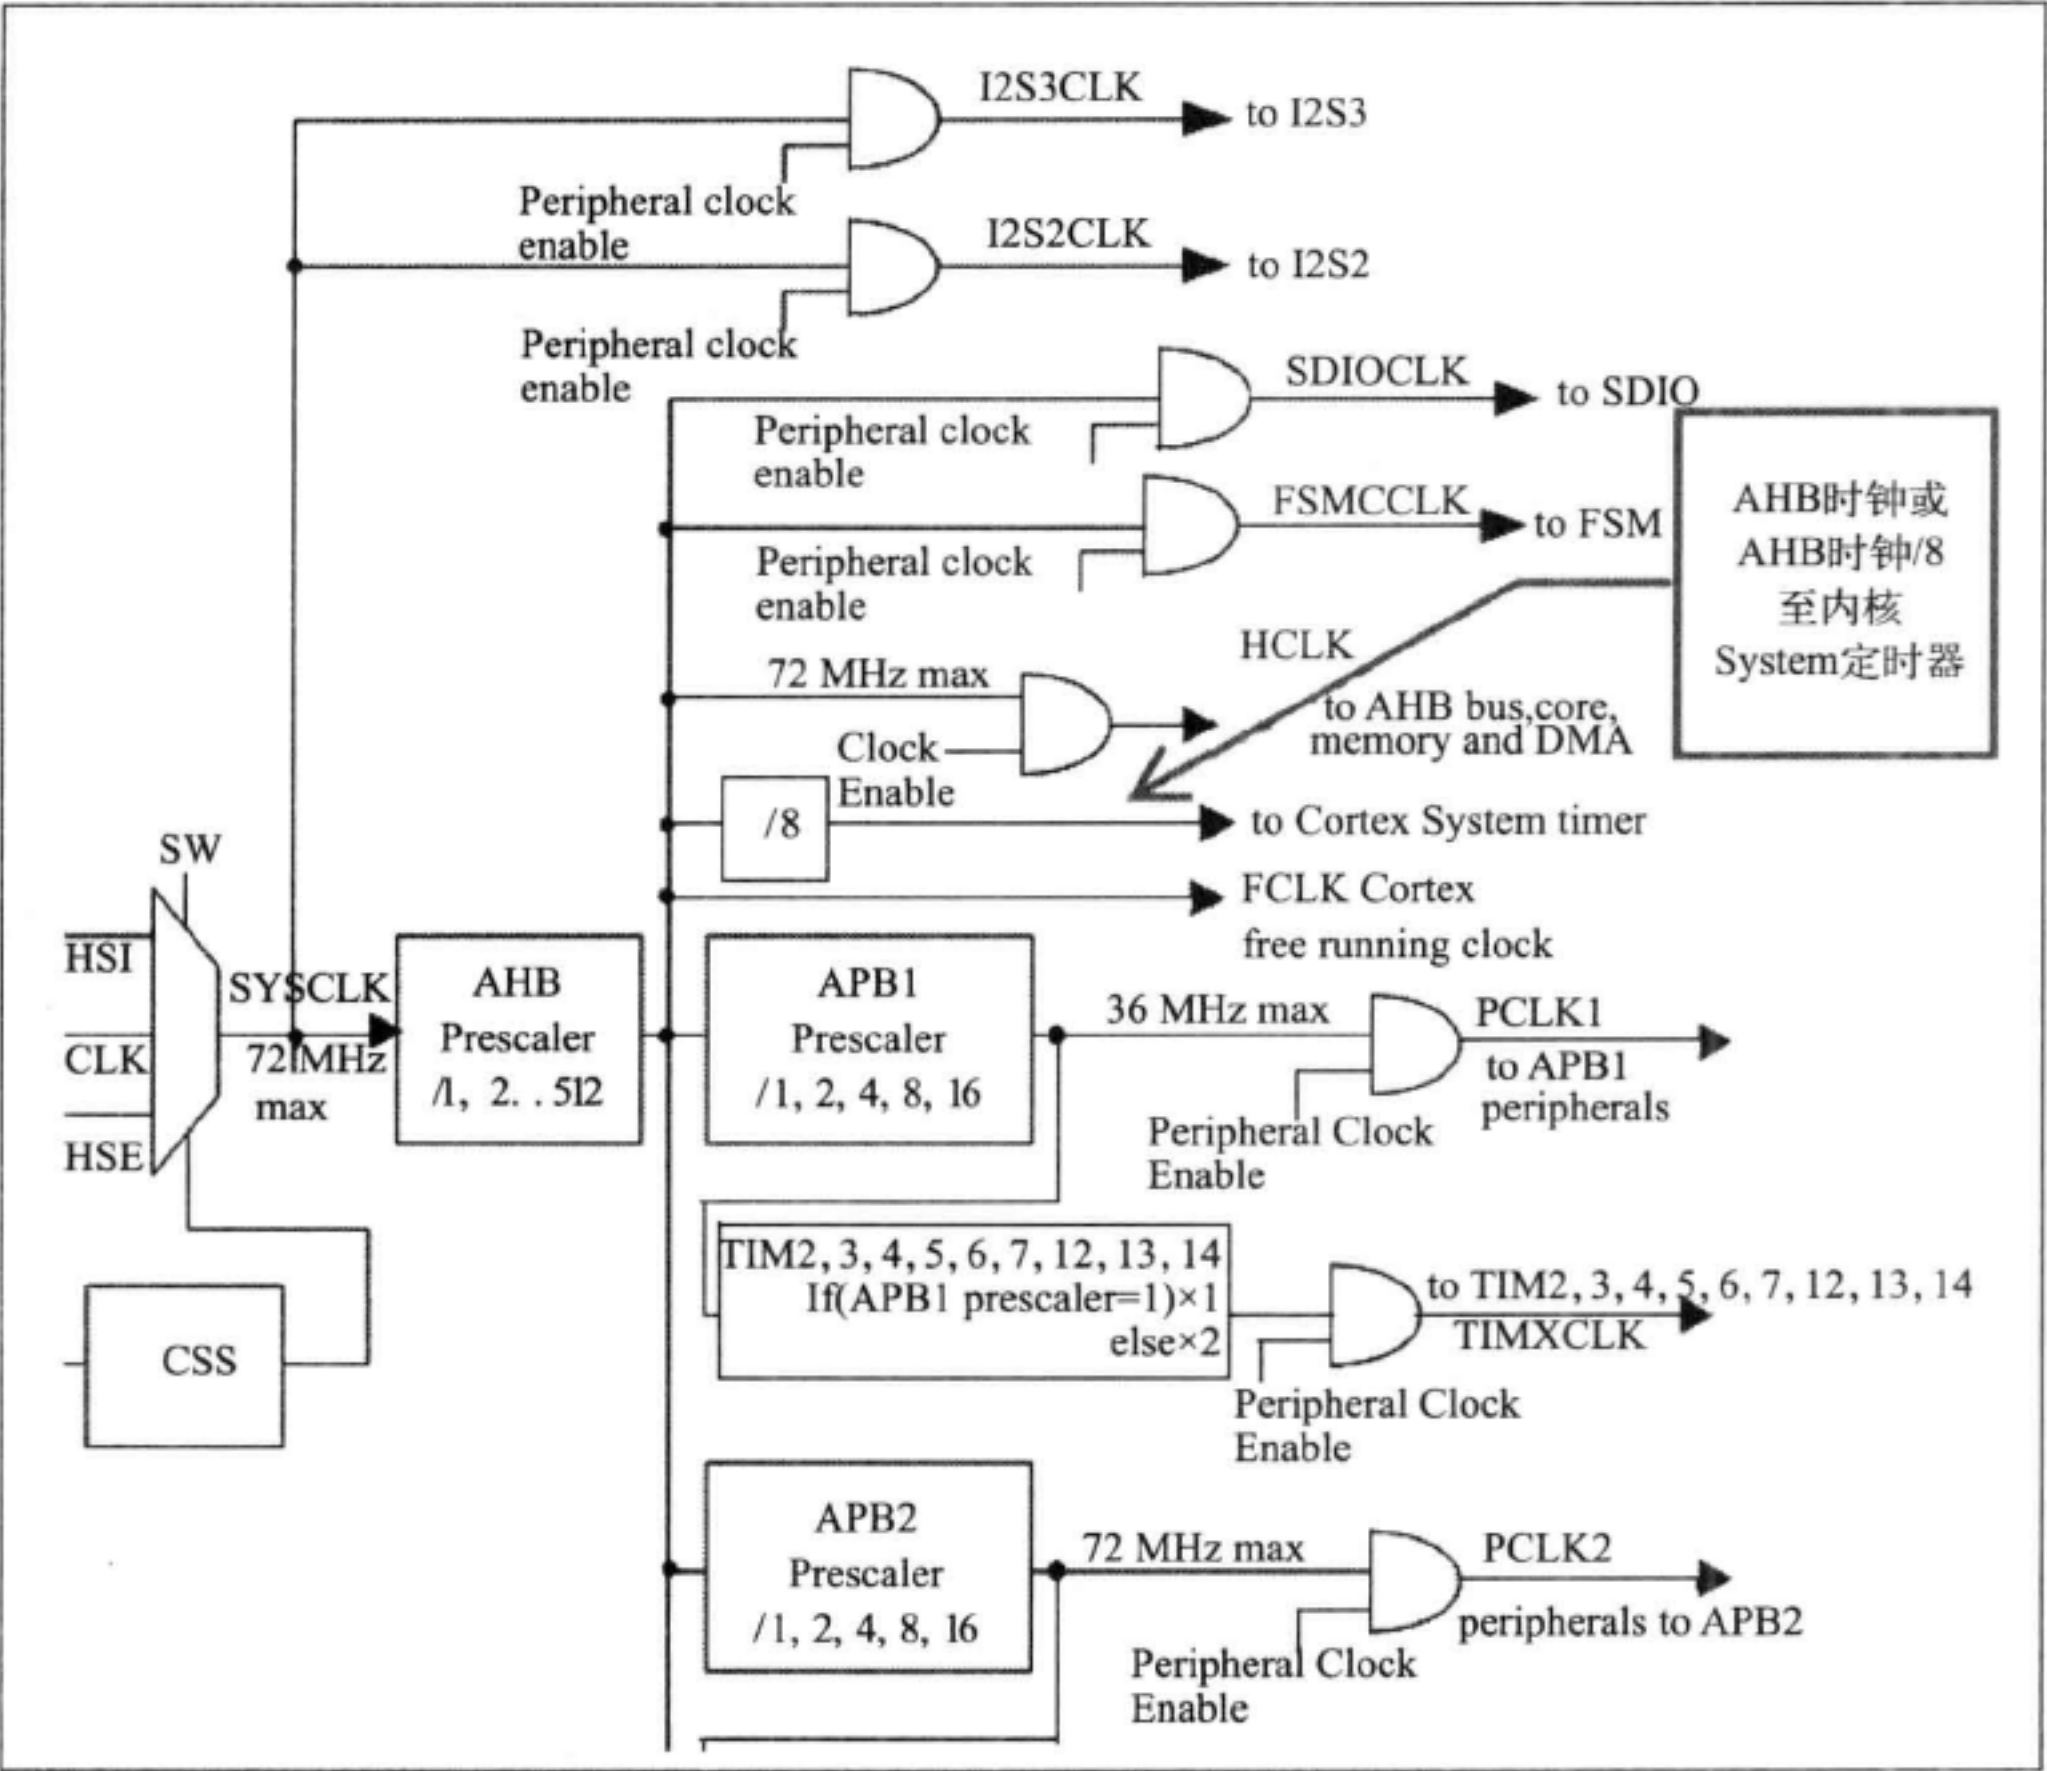 I2S3CLK
to I2S3
Peripheral clock
enable
I2S2CLK
to I2S2
Peripheral clock
enable
SDIOCLK
to SDIO
Peripheral clock
enable
FSMCCLK
to FSM
Peripheral clock
enable
AHB时钟或
AHB时钟/8
至内核
System定时器
HCLK
72 MHz max
to AHB bus,core,
memory and DMA
Clock
Enable
/8
to Cortex System timer
FCLK Cortex
free running clock
SW
HSI
CLK
HSE
SYSCLK
72 MHz
max
AHB
Prescaler
/1, 2. . 512
APB1
Prescaler
/1, 2, 4, 8, 16
36 MHz max
PCLK1
to APB1
peripherals
Peripheral Clock
Enable
TIM2, 3, 4, 5, 6, 7, 12, 13, 14
If(APB1 prescaler=1)×1
else×2
to TIM2, 3, 4, 5, 6, 7, 12, 13, 14
TIMXCLK
Peripheral Clock
Enable
CSS
APB2
Prescaler
/1, 2, 4, 8, 16
72 MHz max
PCLK2
peripherals to APB2
Peripheral Clock
Enable